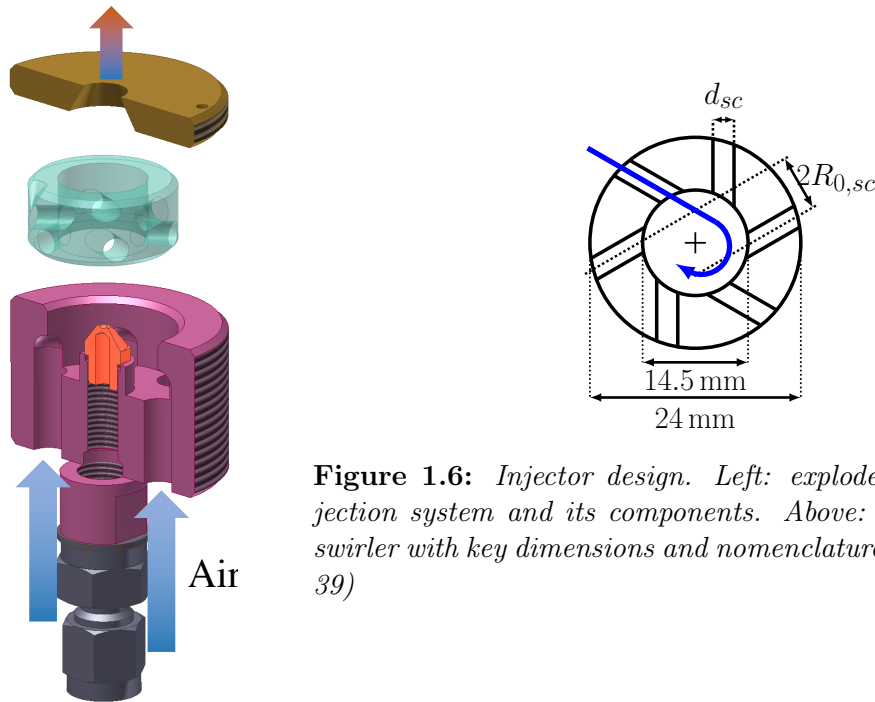 d_{sc}
2R_{0,sc}
14.5 mm
24 mm
Air
Figure 1.6: Injector design. Left: explode
jection system and its components. Above:
swirler with key dimensions and nomenclature
39)